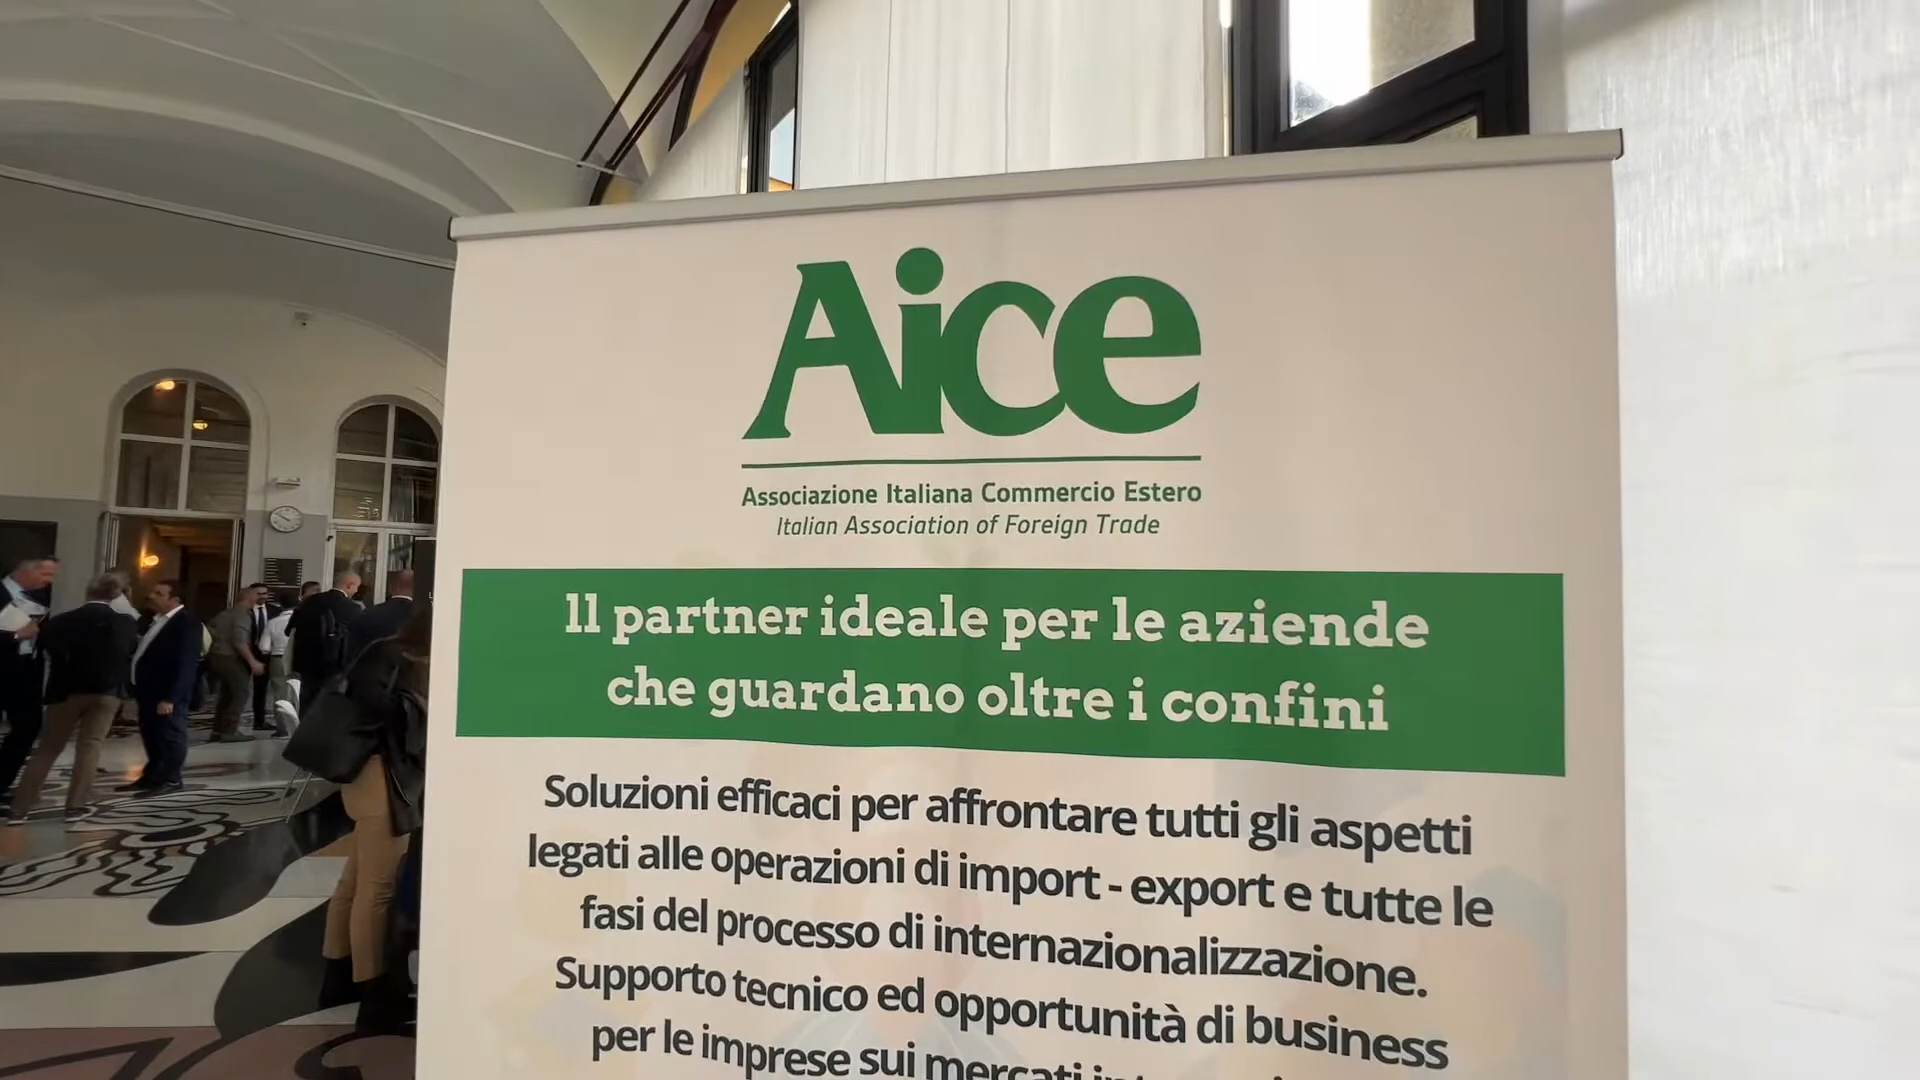 Aice
Associazione Italiana Commercio Estero
Italian Association of Foreign Trade
Il partner ideale per le aziende
che guardano oltre i confini
Soluzioni efficaci per affrontare tutti gli aspetti
legati alle operazioni di import - export e tutte le
fasi del processo di internazionalizzazione.
Supporto tecnico ed opportunità di business
per le imprese sui mercati